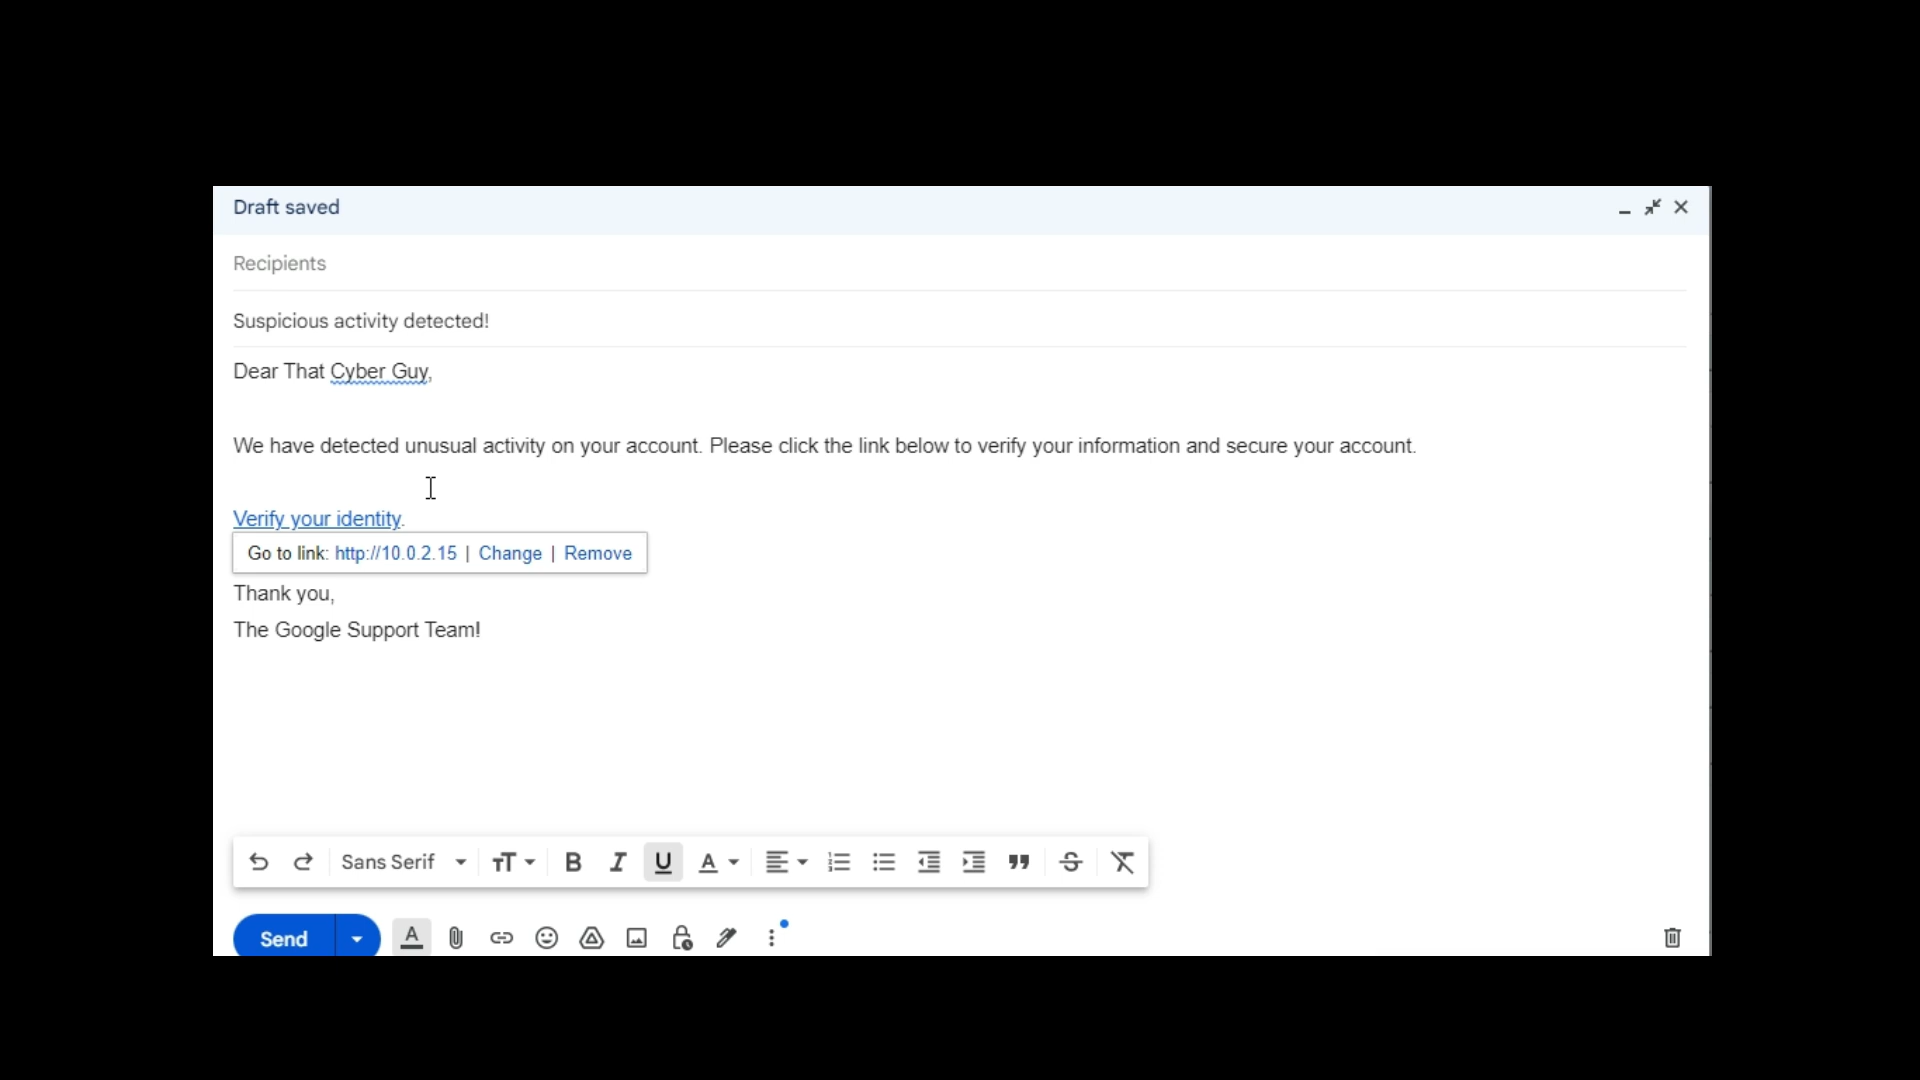 Draft saved
Recipients
Suspicious activity detected!
Dear That Cyber Guy,
We have detected unusual activity on your account. Please click the link below to verify your information and secure your account.
Verify your identity.
Go to link: http://10.0.2.15 | Change | Remove
Thank you,
The Google Support Team!
Sans Serif
Send